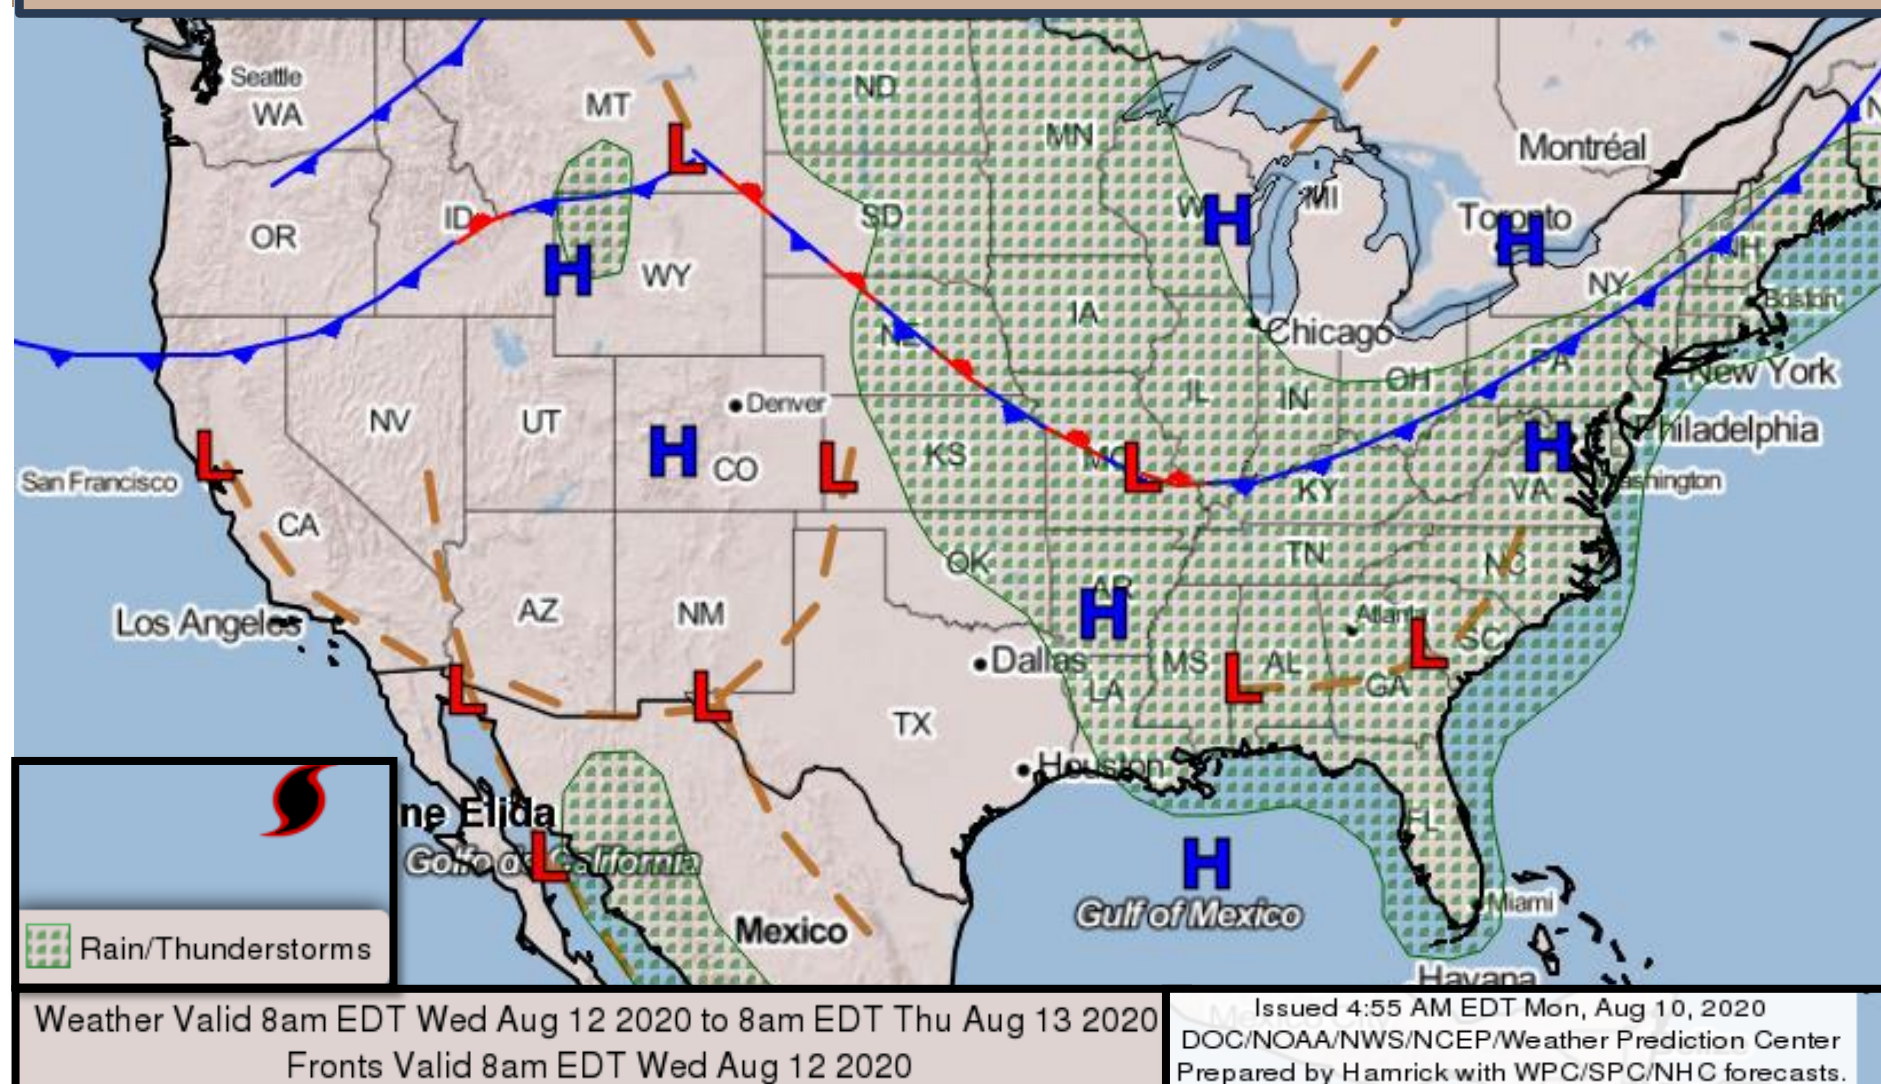 Seattle
WA
MT
ND
MN
Montréal
ID
OR
SD
MI
Toronto
WY
NY
NH
Boston
IA
NE
Chicago
PA
New York
OH
IL
IN
Denver
NV
UT
CO
KS
MO
Philadelphia
San Francisco
KY
VA
Washington
CA
OK
TN
NC
AZ
NM
AR
Atlanta
SC
Los Angeles
Dallas
MS
AL
GA
LA
TX
Houston
ne Elida
Golfo de California
FL
Miami
Gulf of Mexico
Mexico
Havana
Rain/Thunderstorms
H
H
H
H
H
H
H
H
L
L
L
L
L
L
L
L
L
Weather Valid 8am EDT Wed Aug 12 2020 to 8am EDT Thu Aug 13 2020
Fronts Valid 8am EDT Wed Aug 12 2020
Issued 4:55 AM EDT Mon, Aug 10, 2020
DOC/NOAA/NWS/NCEP/Weather Prediction Center
Prepared by Hamrick with WPC/SPC/NHC forecasts.